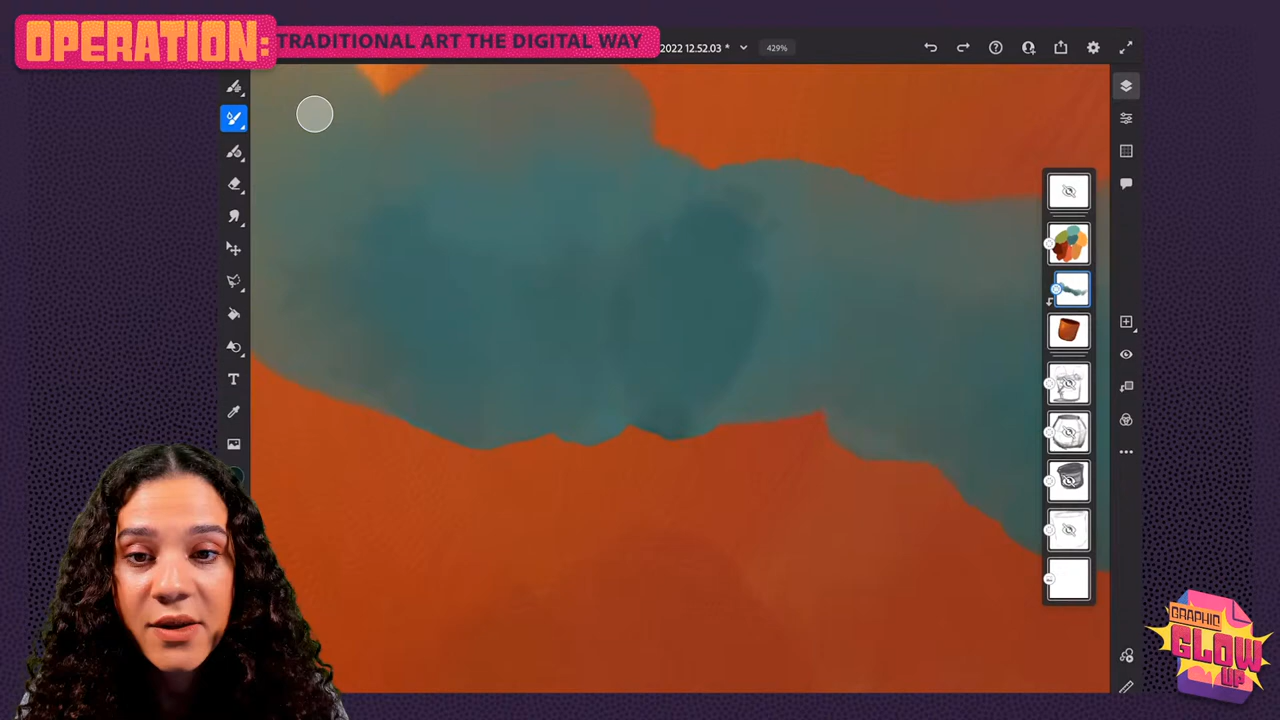 OPERATION:
TRADITIONAL ART THE DIGITAL WAY
2022 12.52.03 *
429%
T
GRAPHIC
GLOW
UP